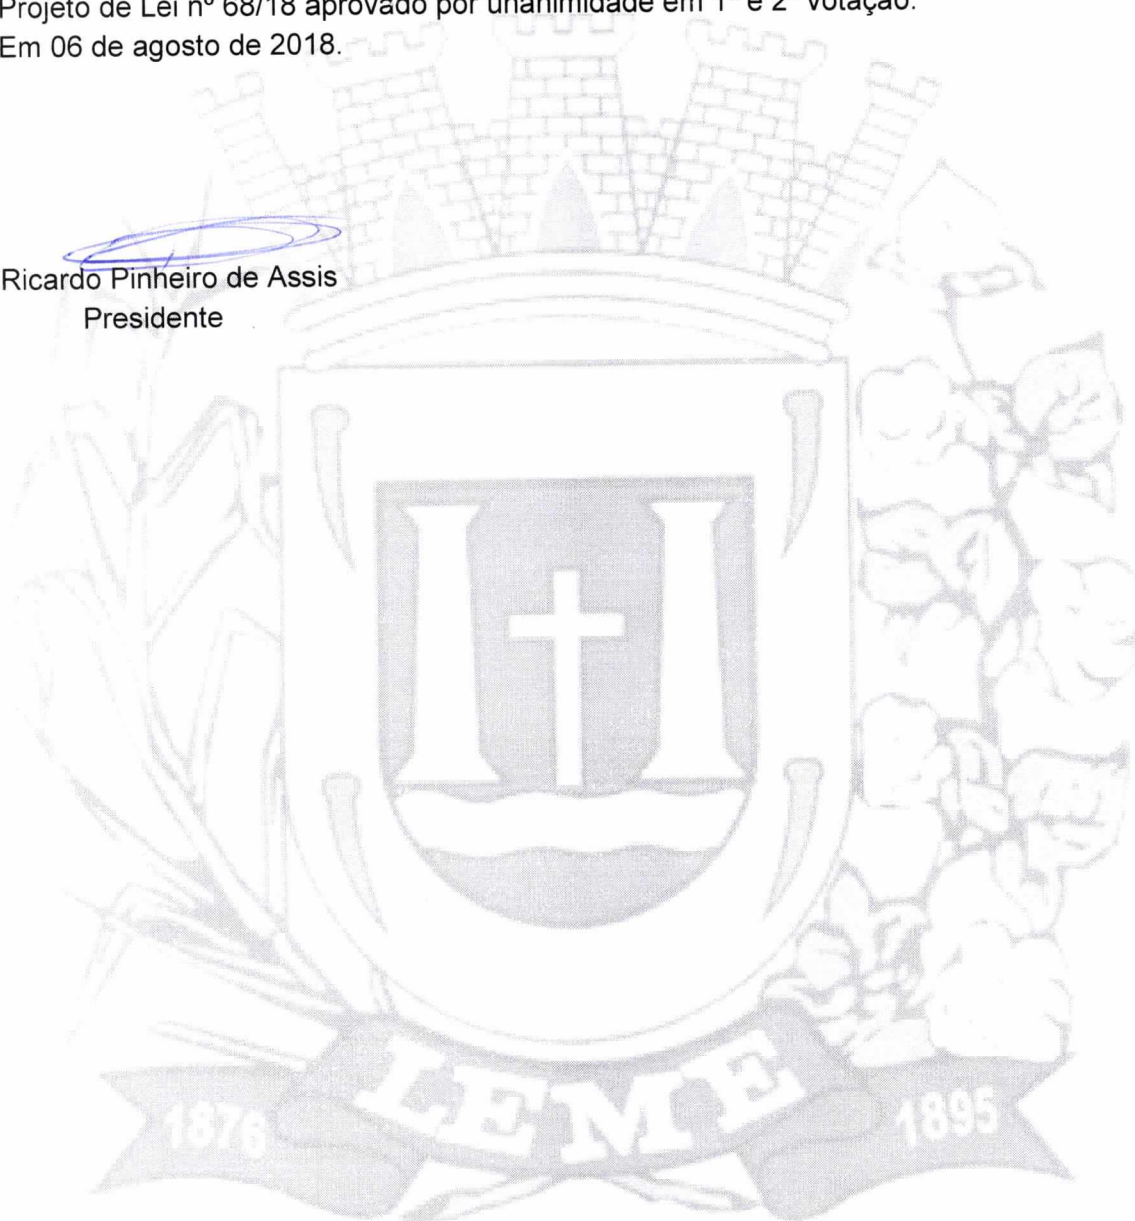 Projeto de Lei nº 68/18 aprovado por unanimidade em 1ª e 2ª votação.
Em 06 de agosto de 2018.
Ricardo Pinheiro de Assis
Presidente
LEME
1876
1895